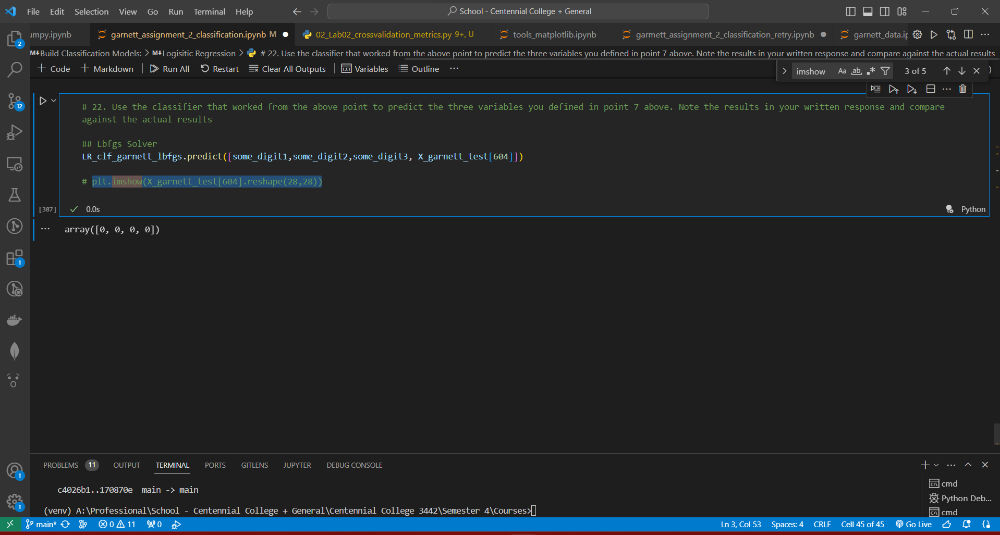 File Edit Selection View Go Run Terminal Help
School - Centennial College + General
umpy.ipynb garnett_assignment_2_classification.ipynb M 02_Lab02_crossvalidation_metrics.py 9+, U tools_matplotlib.ipynb garmett_assignment_2_classification_retry.ipynb garnett_data.ip
M↓Build Classification Models: > M↓Logisitic Regression > # 22. Use the classifier that worked from the above point to predict the three variables you defined in point 7 above. Note the results in your written response and compare against the actual results
+ Code + Markdown | Run All Restart Clear All Outputs | Variables Outline ...
imshow Aa ab 3 of 5
# 22. Use the classifier that worked from the above point to predict the three variables you defined in point 7 above. Note the results in your written response and compare
against the actual results
## Lbfgs Solver
LR_clf_garnett_lbfgs.predict([some_digit1,some_digit2,some_digit3, X_garnett_test[604]])
# plt.imshow(X_garnett_test[604].reshape(28,28))
[387] 0.0s Python
... array([0, 0, 0, 0])
PROBLEMS 11 OUTPUT TERMINAL PORTS GITLENS JUPYTER DEBUG CONSOLE
c4026b1..170870e main -> main
(venv) A:\Professional\School - Centennial College + General\Centennial College 3442\Semester 4\Courses>
cmd
Python Deb...
cmd
2
12
1
1
1
main* 0 11 0 Ln 3, Col 53 Spaces: 4 CRLF Cell 45 of 45 Go Live